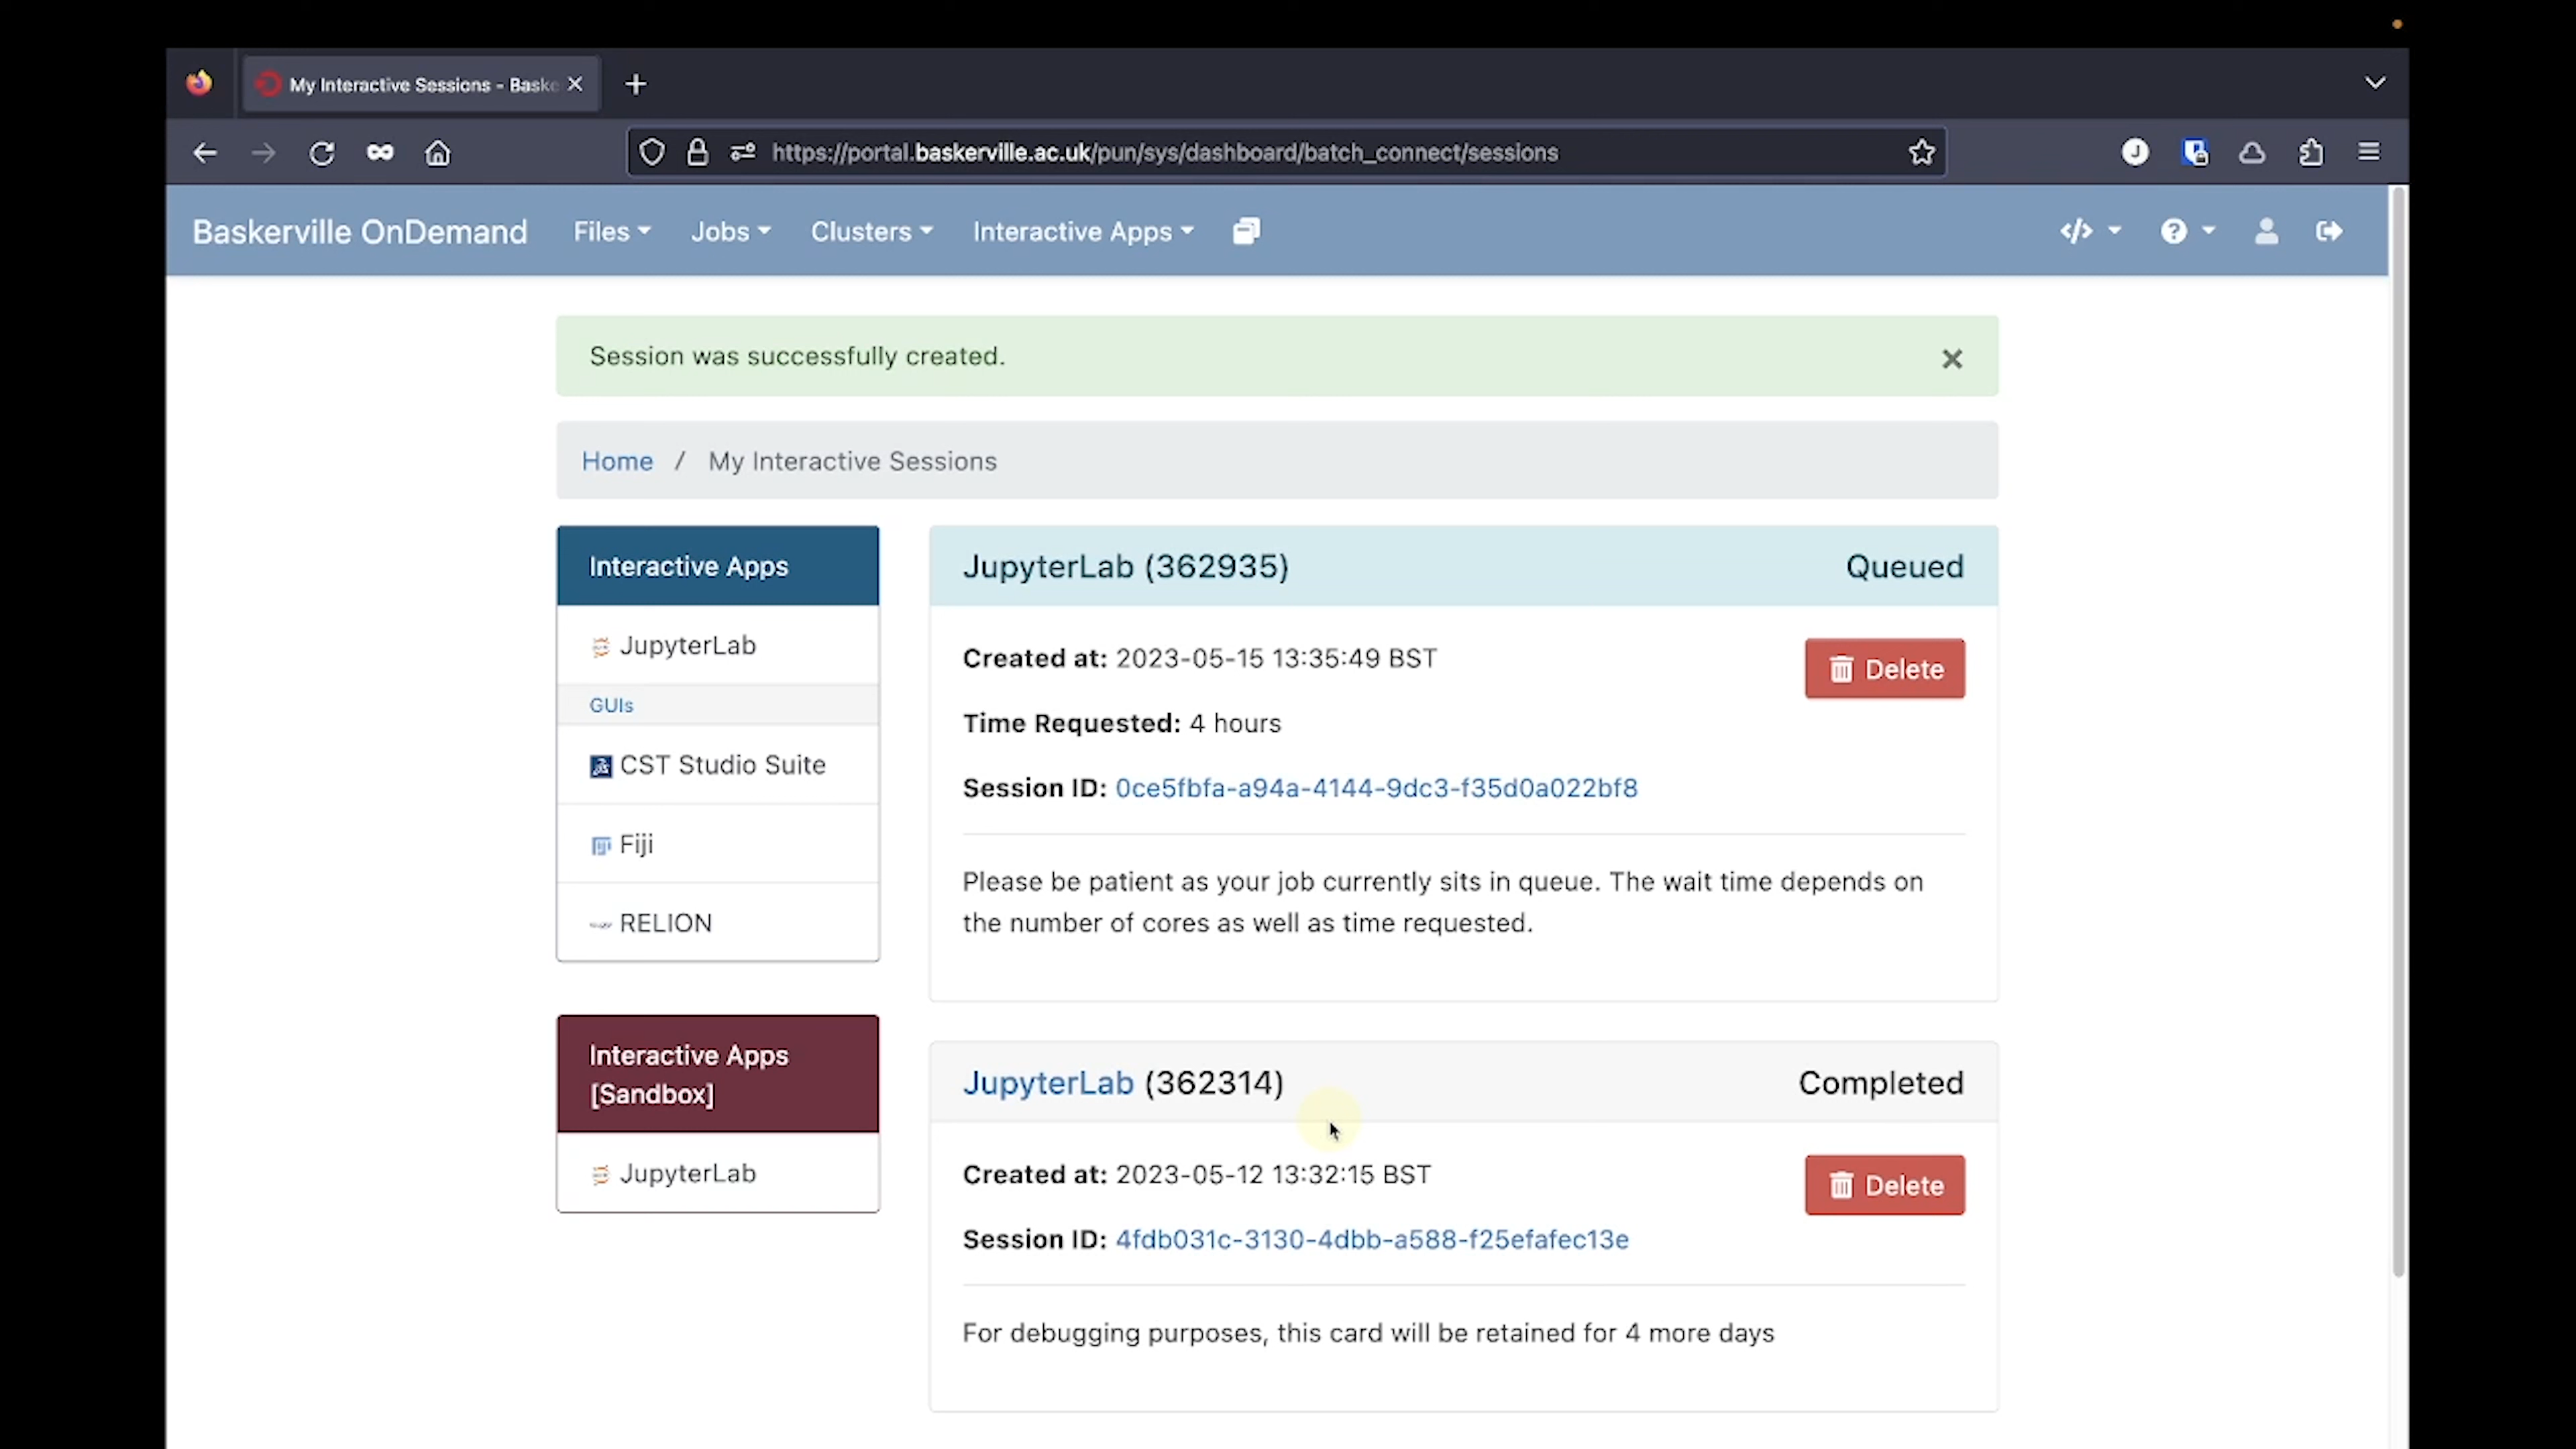 My Interactive Sessions - Baske
https://portal.baskerville.ac.uk/pun/sys/dashboard/batch_connect/sessions
Baskerville OnDemand
Files
Jobs
Clusters
Interactive Apps
Session was successfully created.
Home / My Interactive Sessions
Interactive Apps
JupyterLab
GUIs
CST Studio Suite
Fiji
RELION
Interactive Apps
[Sandbox]
JupyterLab
JupyterLab (362935)
Queued
Created at: 2023-05-15 13:35:49 BST
Delete
Time Requested: 4 hours
Session ID: 0ce5fbfa-a94a-4144-9dc3-f35d0a022bf8
Please be patient as your job currently sits in queue. The wait time depends on
the number of cores as well as time requested.
JupyterLab (362314)
Completed
Created at: 2023-05-12 13:32:15 BST
Delete
Session ID: 4fdb031c-3130-4dbb-a588-f25efafec13e
For debugging purposes, this card will be retained for 4 more days